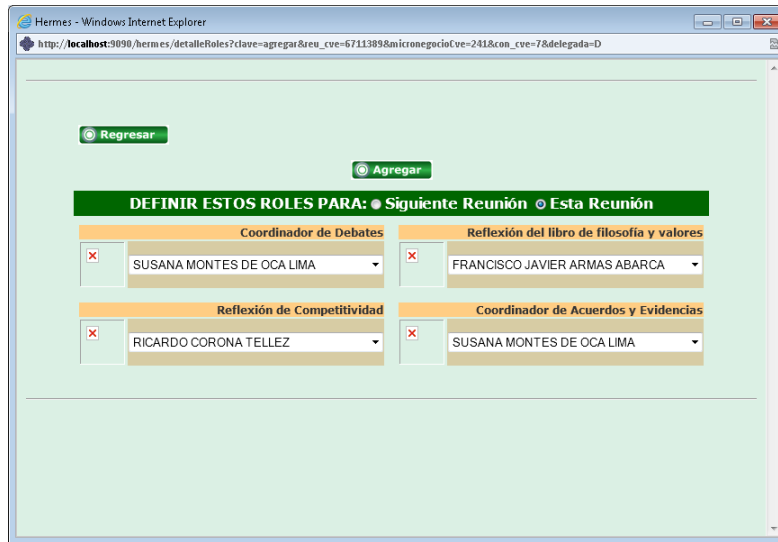 Hermes - Windows Internet Explorer
http://localhost:9090/hermes/detalleRoles?clave=agregar&reu_cve=6711389&micronegocioCve=241&con_cve=7&delegada=D
Regresar
Agregar
DEFINIR ESTOS ROLES PARA: Siguiente Reunión Esta Reunión
Coordinador de Debates
Reflexión del libro de filosofía y valores
SUSANA MONTES DE OCA LIMA
FRANCISCO JAVIER ARMAS ABARCA
Reflexión de Competitividad
Coordinador de Acuerdos y Evidencias
RICARDO CORONA TELLEZ
SUSANA MONTES DE OCA LIMA